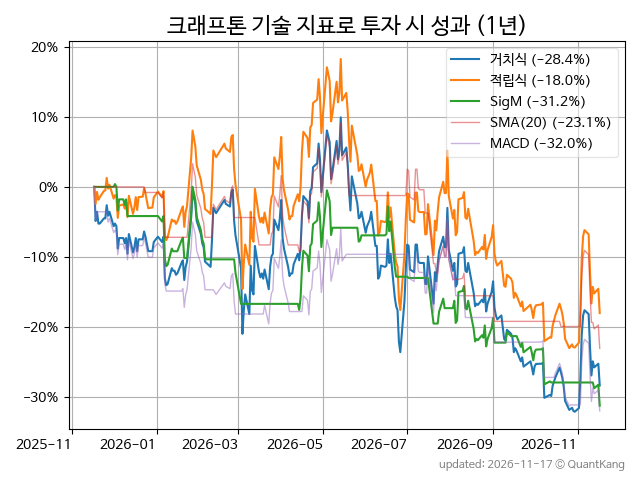 크래프톤 기술 지표로 투자 시 성과 (1년)
20%
10%
0%
−10%
−20%
−30%
거치식 (−28.4%)
적립식 (−18.0%)
SigM (−31.2%)
SMA(20) (−23.1%)
MACD (−32.0%)
2025−11
2026−01
2026−03
2026−05
2026−07
2026−09
2026−11
updated: 2026-11-17 © QuantKang